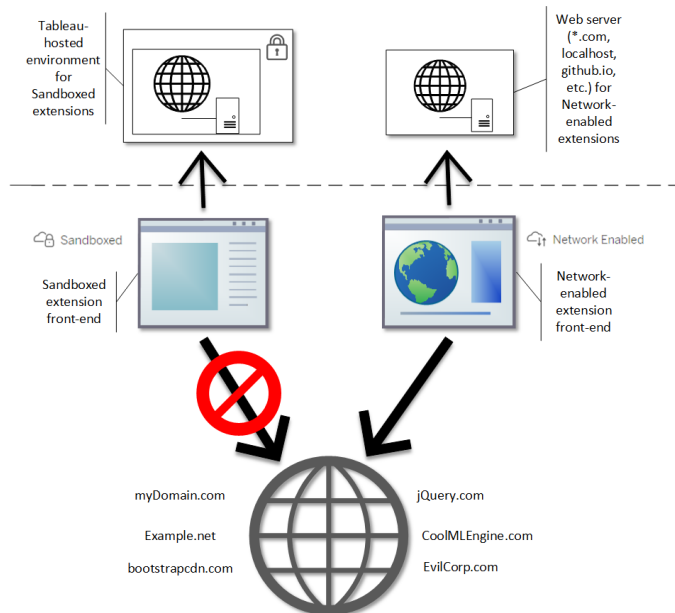 Tableau-
hosted
environment
for
Sandboxed
extensions
Web server
(*.com,
localhost,
github.io,
etc.) for
Network-
enabled
extensions
Sandboxed
Network Enabled
Sandboxed
extension
front-end
Network-
enabled
extension
front-end
myDomain.com
jQuery.com
Example.net
CoolMLEngine.com
bootstrapcdn.com
EvilCorp.com